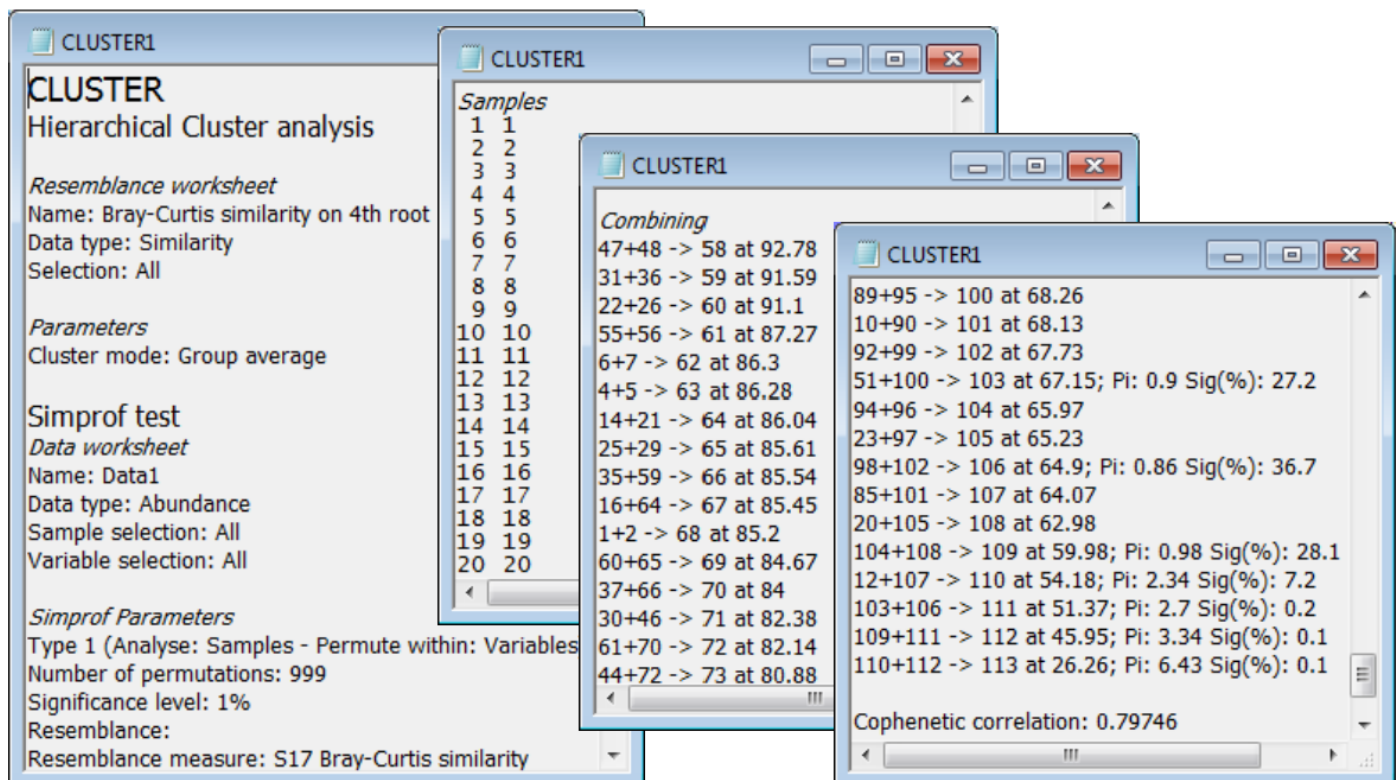 CLUSTER1
CLUSTER
Hierarchical Cluster analysis
Resemblance worksheet
Name: Bray-Curtis similarity on 4th root
Data type: Similarity
Selection: All
Parameters
Cluster mode: Group average
Simprof test
Data worksheet
Name: Data1
Data type: Abundance
Sample selection: All
Variable selection: All
Simprof Parameters
Type 1 (Analyse: Samples - Permute within: Variables
Number of permutations: 999
Significance level: 1%
Resemblance:
Resemblance measure: S17 Bray-Curtis similarity
CLUSTER1
Samples
1 1
2 2
3 3
4 4
5 5
6 6
7 7
8 8
9 9
10 10
11 11
12 12
13 13
14 14
15 15
16 16
17 17
18 18
19 19
20 20
CLUSTER1
Combining
47+48 -> 58 at 92.78
31+36 -> 59 at 91.59
22+26 -> 60 at 91.1
55+56 -> 61 at 87.27
6+7 -> 62 at 86.3
4+5 -> 63 at 86.28
14+21 -> 64 at 86.04
25+29 -> 65 at 85.61
35+59 -> 66 at 85.54
16+64 -> 67 at 85.45
1+2 -> 68 at 85.2
60+65 -> 69 at 84.67
37+66 -> 70 at 84
30+46 -> 71 at 82.38
61+70 -> 72 at 82.14
44+72 -> 73 at 80.88
CLUSTER1
89+95 -> 100 at 68.26
10+90 -> 101 at 68.13
92+99 -> 102 at 67.73
51+100 -> 103 at 67.15; Pi: 0.9 Sig(%): 27.2
94+96 -> 104 at 65.97
23+97 -> 105 at 65.23
98+102 -> 106 at 64.9; Pi: 0.86 Sig(%): 36.7
85+101 -> 107 at 64.07
20+105 -> 108 at 62.98
104+108 -> 109 at 59.98; Pi: 0.98 Sig(%): 28.1
12+107 -> 110 at 54.18; Pi: 2.34 Sig(%): 7.2
103+106 -> 111 at 51.37; Pi: 2.7 Sig(%): 0.2
109+111 -> 112 at 45.95; Pi: 3.34 Sig(%): 0.1
110+112 -> 113 at 26.26; Pi: 6.43 Sig(%): 0.1
Cophenetic correlation: 0.79746